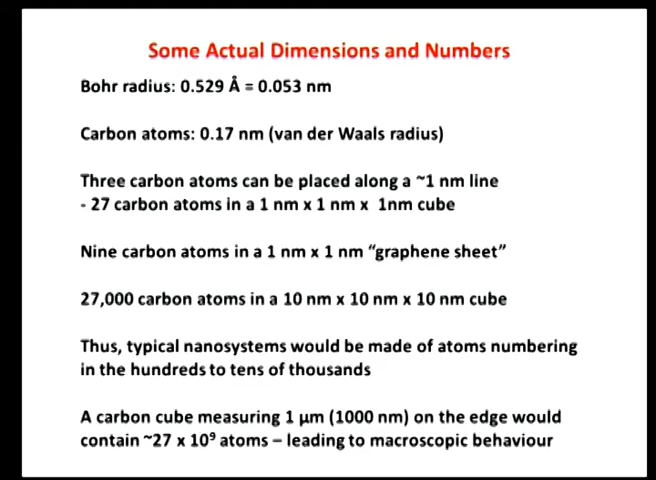 Some Actual Dimensions and Numbers
Bohr radius: 0.529 Å = 0.053 nm
Carbon atoms: 0.17 nm (van der Waals radius)
Three carbon atoms can be placed along a ~1 nm line
- 27 carbon atoms in a 1 nm x 1 nm x 1nm cube
Nine carbon atoms in a 1 nm x 1 nm “graphene sheet”
27,000 carbon atoms in a 10 nm x 10 nm x 10 nm cube
Thus, typical nanosystems would be made of atoms numbering
in the hundreds to tens of thousands
A carbon cube measuring 1 µm (1000 nm) on the edge would
contain ~27 x 10⁹ atoms – leading to macroscopic behaviour